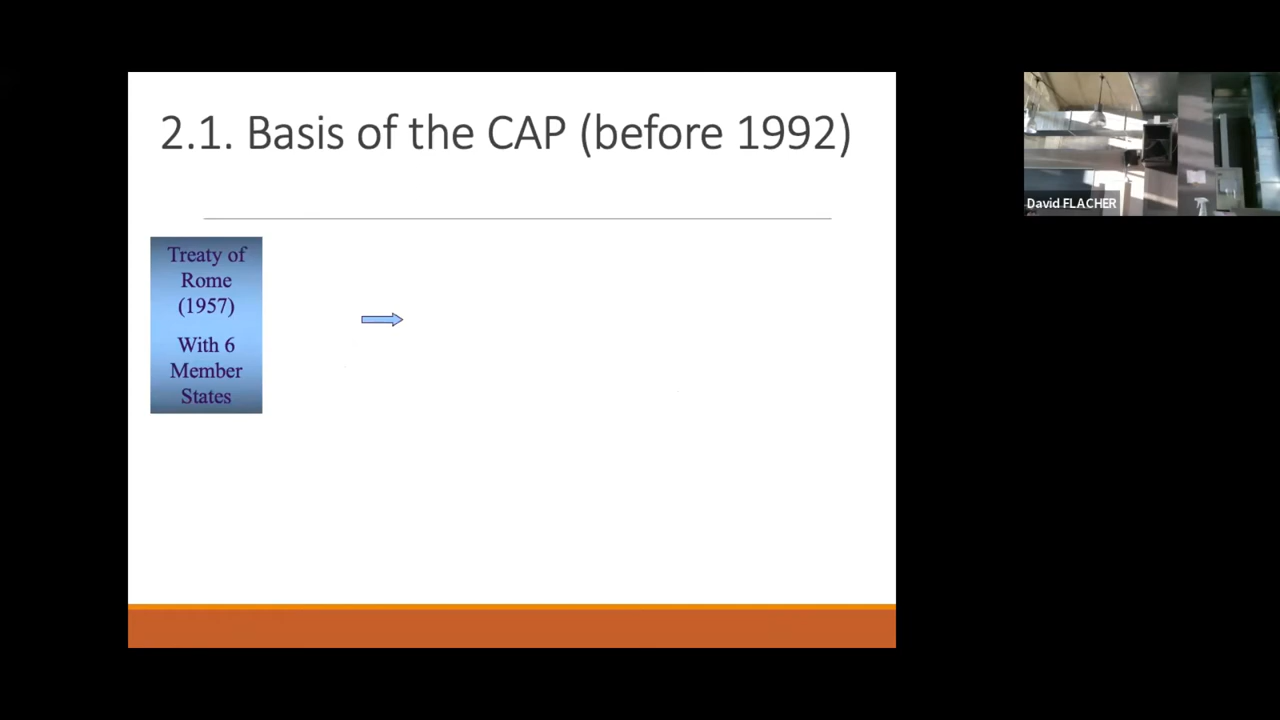 2.1. Basis of the CAP (before 1992)
Treaty of
Rome
(1957)
With 6
Member
States
David FLACHER